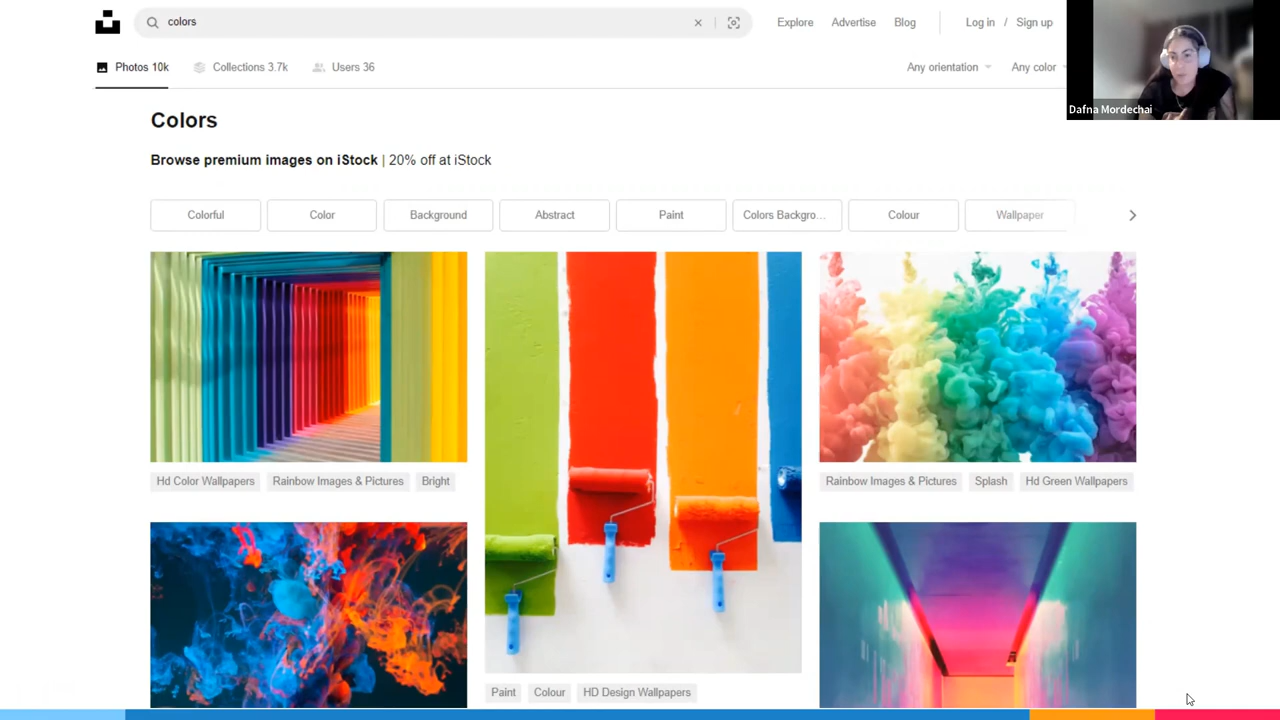 colors
Explore
Advertise
Blog
Log in / Sign up
Photos 10k
Collections 3.7k
Users 36
Any orientation
Any color
Dafna Mordechai
Colors
Browse premium images on iStock | 20% off at iStock
Colorful
Color
Background
Abstract
Paint
Colors Backgro...
Colour
Wallpaper
Hd Color Wallpapers
Rainbow Images & Pictures
Bright
Rainbow Images & Pictures
Splash
Hd Green Wallpapers
Paint
Colour
HD Design Wallpapers